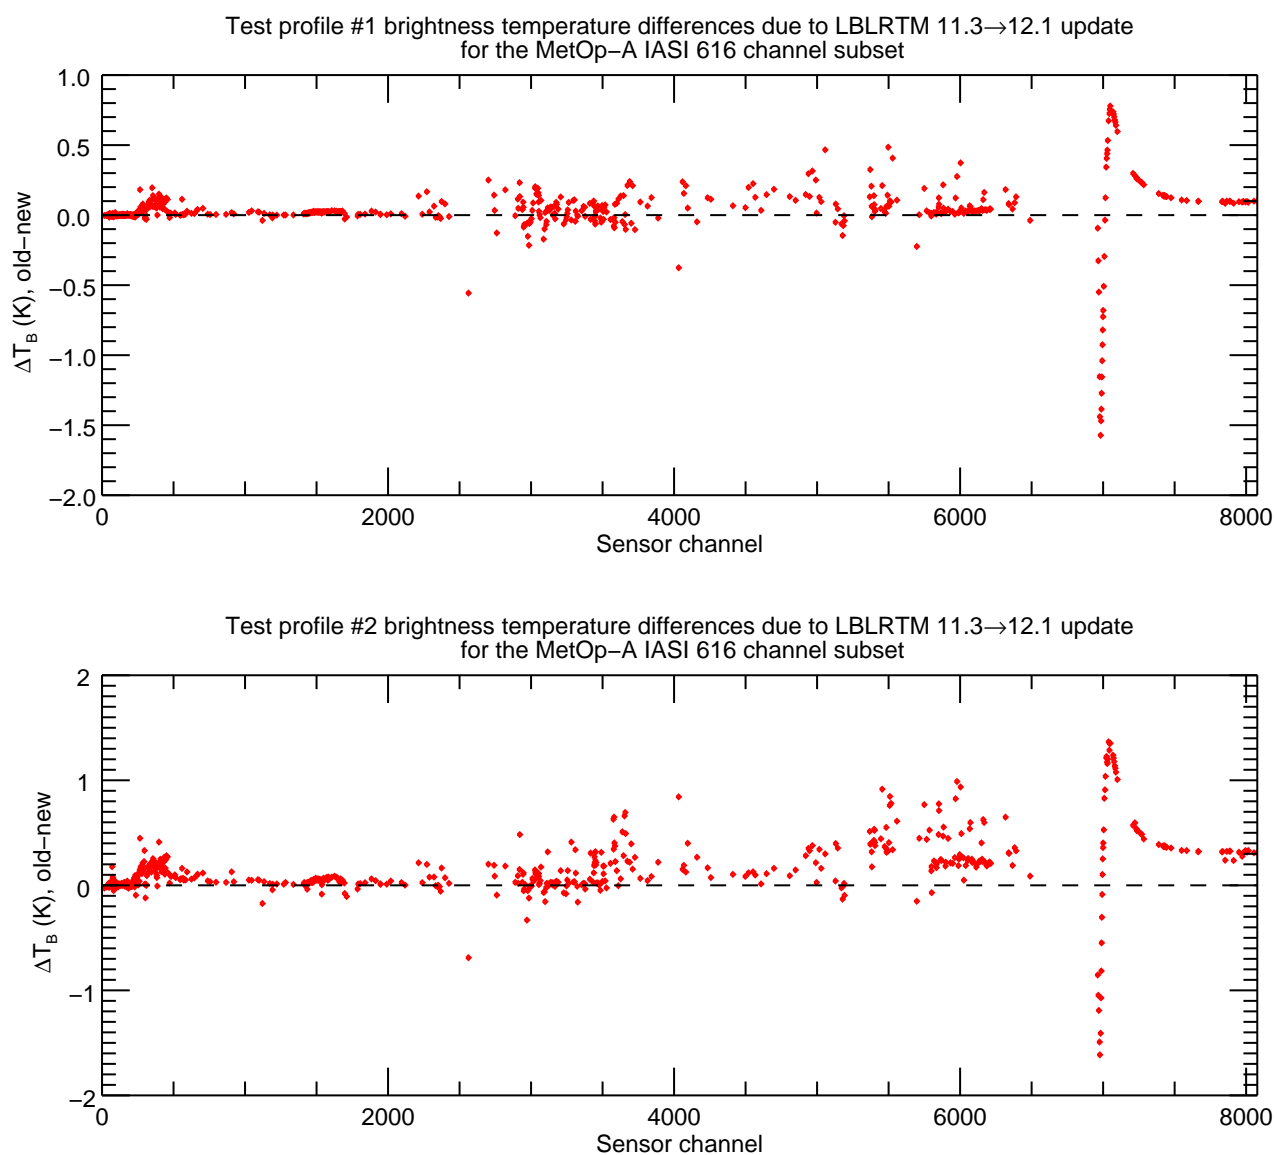 Test profile #1 brightness temperature differences due to LBLRTM 11.3→12.1 update
for the MetOp−A IASI 616 channel subset
1.0
0.5
0.0
−0.5
−1.0
−1.5
−2.0
ΔT_B (K), old−new
0 2000 4000 6000 8000
Sensor channel
Test profile #2 brightness temperature differences due to LBLRTM 11.3→12.1 update
for the MetOp−A IASI 616 channel subset
2
1
0
−1
−2
ΔT_B (K), old−new
0 2000 4000 6000 8000
Sensor channel